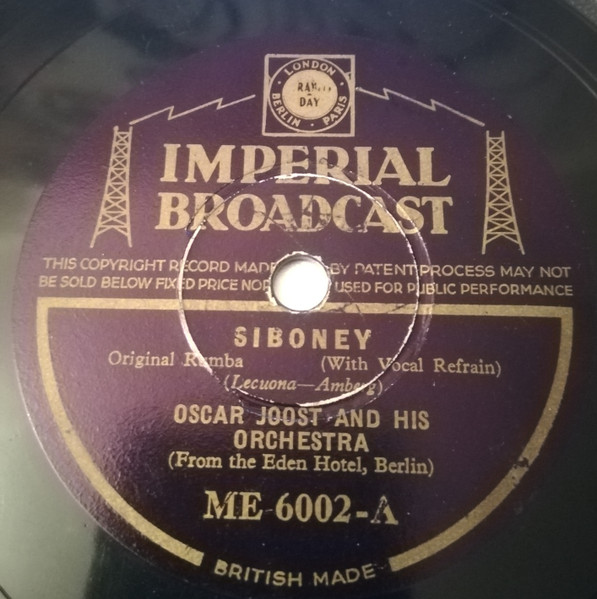 LONDON
BERLIN · PARIS
DAY
IMPERIAL
BROADCAST
THIS COPYRIGHT RECORD MADE BY PATENT PROCESS MAY NOT
BE SOLD BELOW FIXED PRICE NOR USED FOR PUBLIC PERFORMANCE
SIBONEY
Original Rumba (With Vocal Refrain)
(Lecuona—Amberg)
OSCAR JOOST AND HIS
ORCHESTRA
(From the Eden Hotel, Berlin)
ME 6002-A
BRITISH MADE